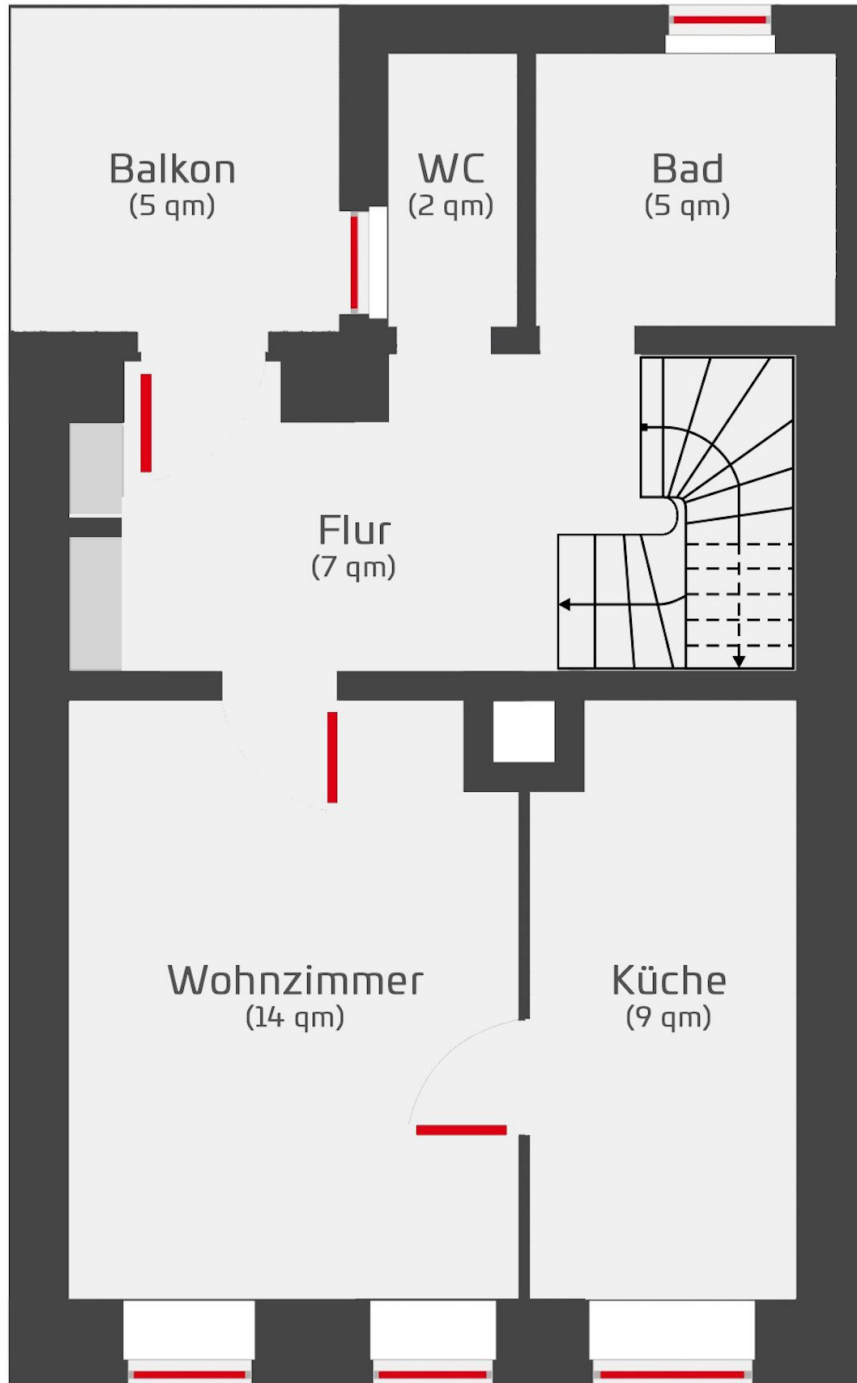 Balkon
(5 qm)
WC
(2 qm)
Bad
(5 qm)
Flur
(7 qm)
Wohnzimmer
(14 qm)
Küche
(9 qm)